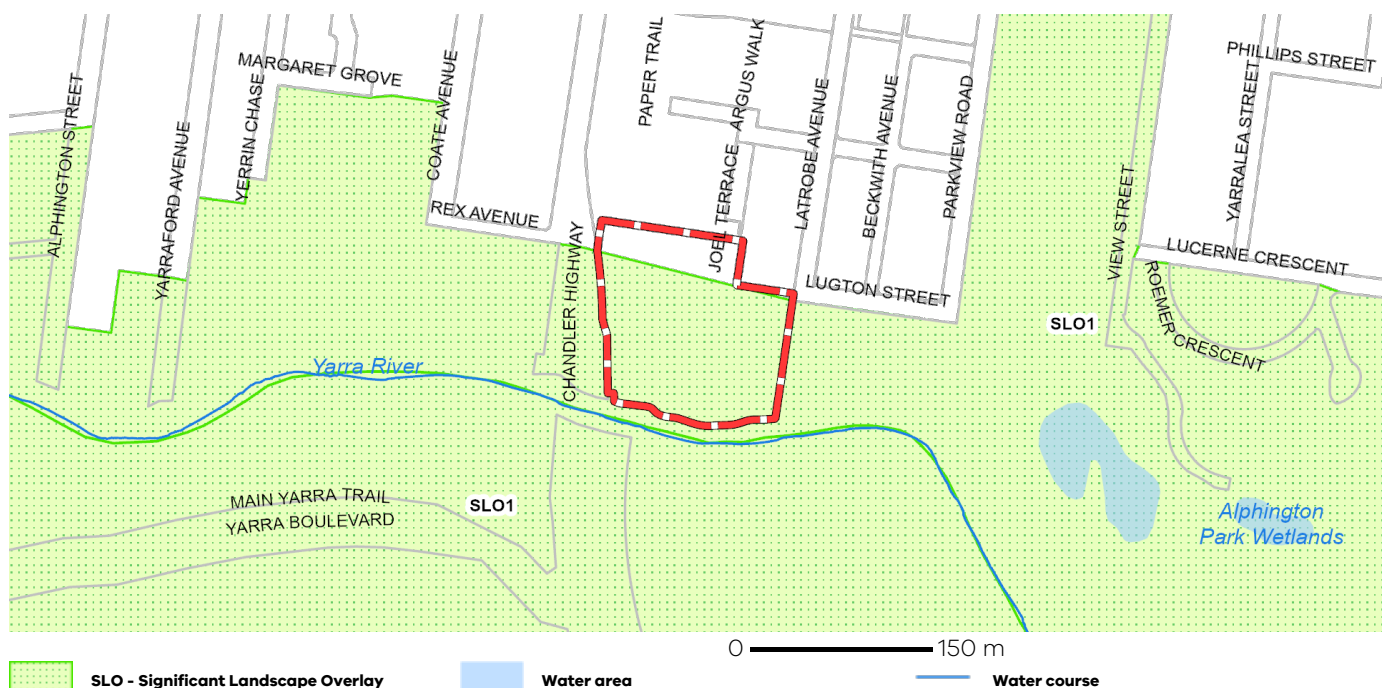 PAPER TRAIL
ARGUS WALK
PHILLIPS STREET
MARGARET GROVE
COATE AVENUE
ALPHINGTON STREET
YERRIN CHASE
YARRAFORD AVENUE
JOEL TERRACE
LATROBE AVENUE
BECKWITH AVENUE
PARKVIEW ROAD
YARRALEA STREET
VIEW STREET
REX AVENUE
CHANDLER HIGHWAY
LUCERNE CRESCENT
LUGTON STREET
ROEMER CRESCENT
SLO1
Yarra River
MAIN YARRA TRAIL
YARRA BOULEVARD
SLO1
Alphington
Park Wetlands
0 150 m
SLO - Significant Landscape Overlay
Water area
Water course